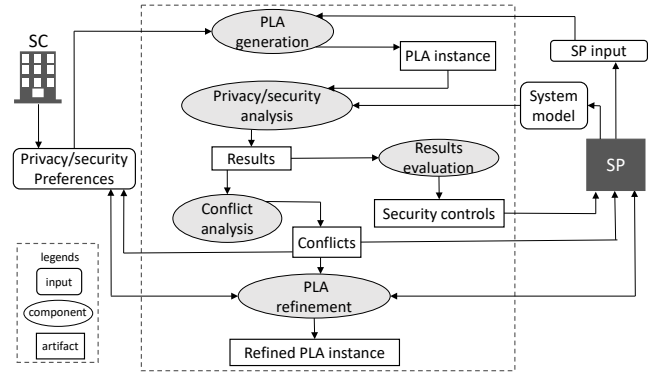 PLA
generation
SC
SP input
PLA instance
Privacy/security
analysis
System
model
Privacy/security
Preferences
Results
Results
evaluation
SP
Conflict
analysis
Security controls
Conflicts
legends
input
component
artifact
PLA
refinement
Refined PLA instance